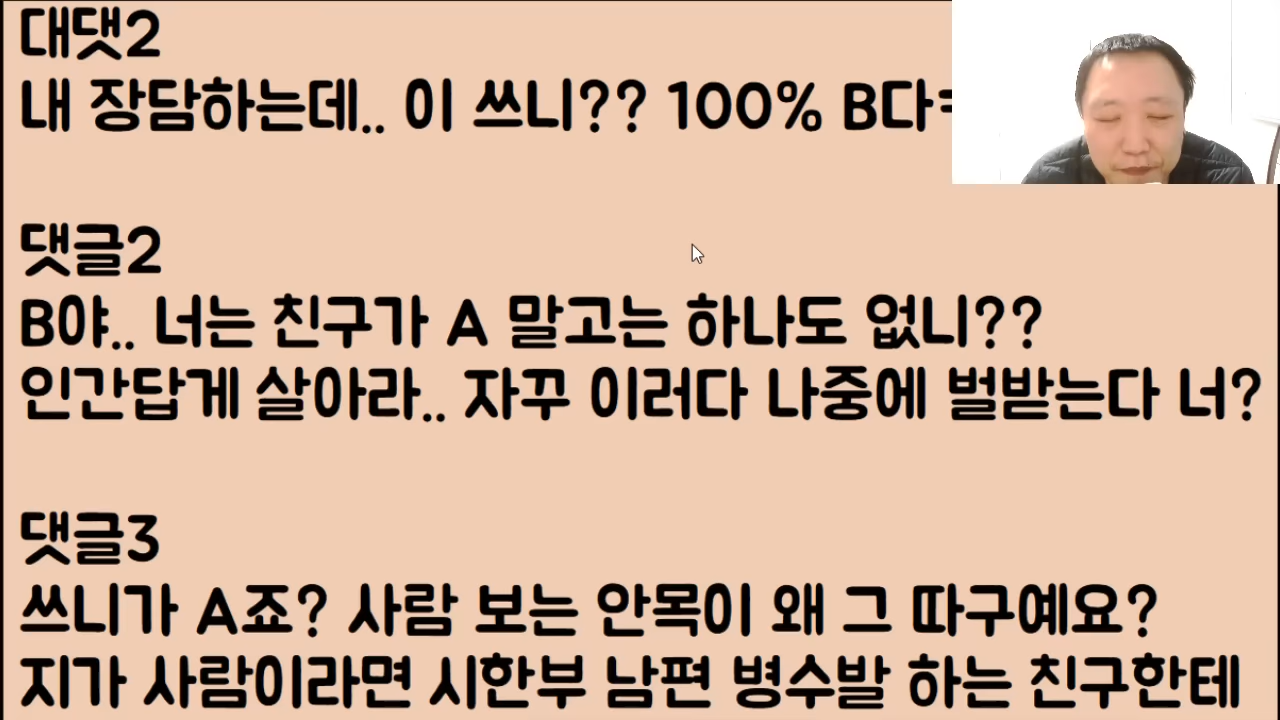 대댓2
내 장담하는데.. 이 쓰니?? 100% B다
댓글2
B야.. 너는 친구가 A 말고는 하나도 없니??
인간답게 살아라.. 자꾸 이러다 나중에 벌받는다 너?
댓글3
쓰니가 A죠? 사람 보는 안목이 왜 그 따구예요?
지가 사람이라면 시한부 남편 병수발 하는 친구한테